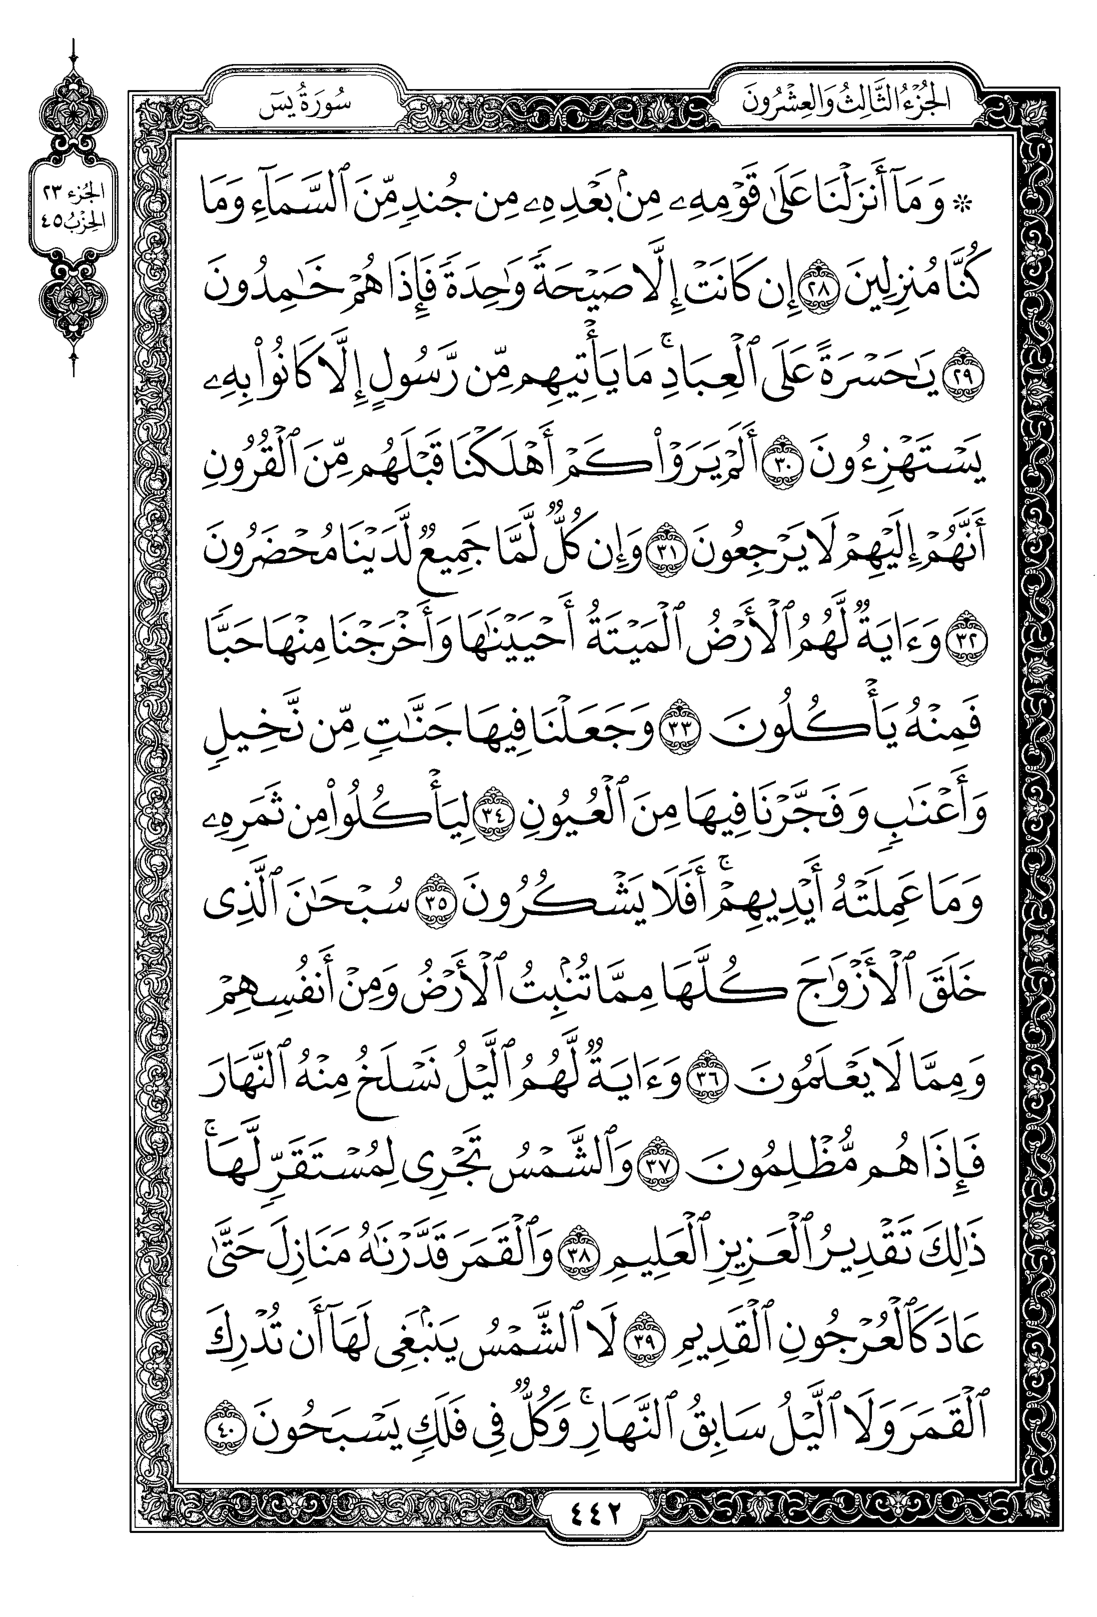 الجُزْءُ الثَّالِثُ وَالعِشْرُونَ
سُورَةُ يسٓ
الجُزء ٢٣
الحِزْب ٤٥
۞ وَمَآ أَنزَلْنَا عَلَىٰ قَوْمِهِۦ مِنۢ بَعْدِهِۦ مِن جُندٍ مِّنَ ٱلسَّمَآءِ وَمَا
كُنَّا مُنزِلِينَ ٢٨ إِن كَانَتْ إِلَّا صَيْحَةً وَٰحِدَةً فَإِذَا هُمْ خَٰمِدُونَ
٢٩ يَٰحَسْرَةً عَلَى ٱلْعِبَادِ ۚ مَا يَأْتِيهِم مِّن رَّسُولٍ إِلَّا كَانُوا۟ بِهِۦ
يَسْتَهْزِءُونَ ٣٠ أَلَمْ يَرَوْا۟ كَمْ أَهْلَكْنَا قَبْلَهُم مِّنَ ٱلْقُرُونِ
أَنَّهُمْ إِلَيْهِمْ لَا يَرْجِعُونَ ٣١ وَإِن كُلٌّ لَّمَّا جَمِيعٌ لَّدَيْنَا مُحْضَرُونَ
٣٢ وَءَايَةٌ لَّهُمُ ٱلْأَرْضُ ٱلْمَيْتَةُ أَحْيَيْنَٰهَا وَأَخْرَجْنَا مِنْهَا حَبًّا
فَمِنْهُ يَأْكُلُونَ ٣٣ وَجَعَلْنَا فِيهَا جَنَّٰتٍ مِّن نَّخِيلٍ
وَأَعْنَٰبٍ وَفَجَّرْنَا فِيهَا مِنَ ٱلْعُيُونِ ٣٤ لِيَأْكُلُوا۟ مِن ثَمَرِهِۦ
وَمَا عَمِلَتْهُ أَيْدِيهِمْ ۖ أَفَلَا يَشْكُرُونَ ٣٥ سُبْحَٰنَ ٱلَّذِى
خَلَقَ ٱلْأَزْوَٰجَ كُلَّهَا مِمَّا تُنۢبِتُ ٱلْأَرْضُ وَمِنْ أَنفُسِهِمْ
وَمِمَّا لَا يَعْلَمُونَ ٣٦ وَءَايَةٌ لَّهُمُ ٱلَّيْلُ نَسْلَخُ مِنْهُ ٱلنَّهَارَ
فَإِذَا هُم مُّظْلِمُونَ ٣٧ وَٱلشَّمْسُ تَجْرِى لِمُسْتَقَرٍّ لَّهَا ۚ
ذَٰلِكَ تَقْدِيرُ ٱلْعَزِيزِ ٱلْعَلِيمِ ٣٨ وَٱلْقَمَرَ قَدَّرْنَٰهُ مَنَازِلَ حَتَّىٰ
عَادَ كَٱلْعُرْجُونِ ٱلْقَدِيمِ ٣٩ لَا ٱلشَّمْسُ يَنۢبَغِى لَهَآ أَن تُدْرِكَ
ٱلْقَمَرَ وَلَا ٱلَّيْلُ سَابِقُ ٱلنَّهَارِ ۚ وَكُلٌّ فِى فَلَكٍ يَسْبَحُونَ ٤٠
٤٤٢